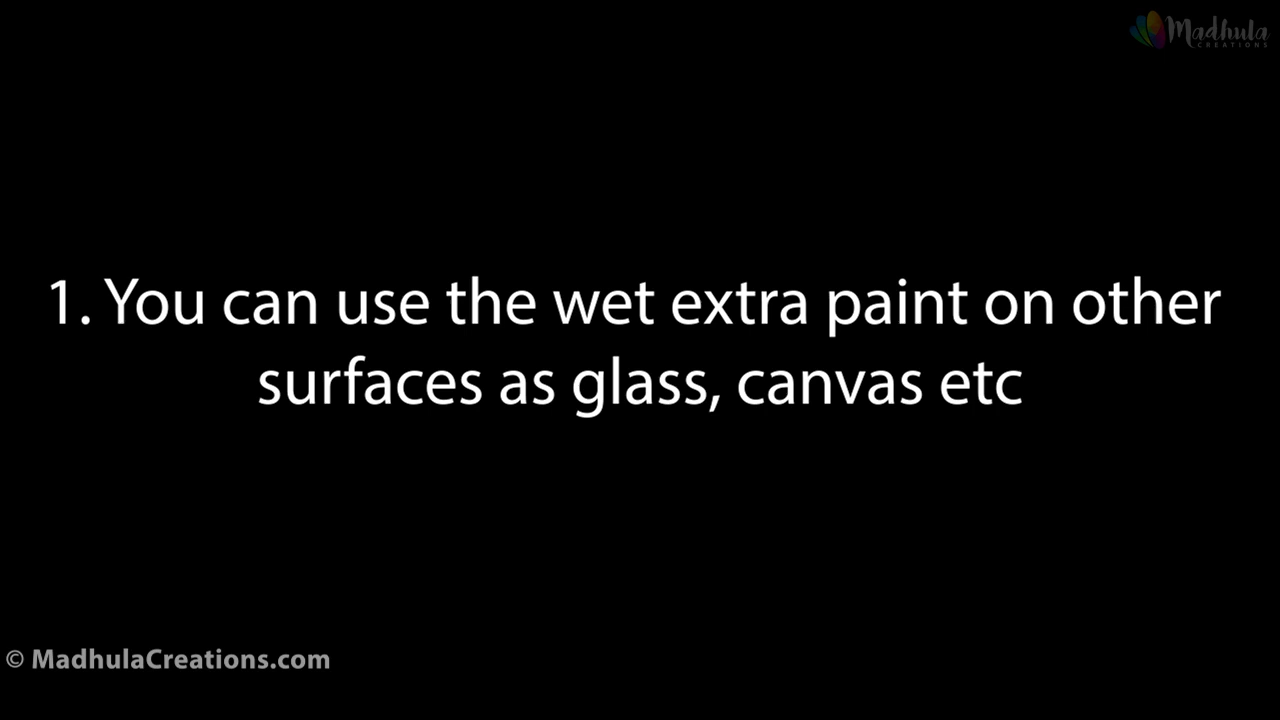 Madhula
CREATIONS
1. You can use the wet extra paint on other
surfaces as glass, canvas etc
© MadhulaCreations.com